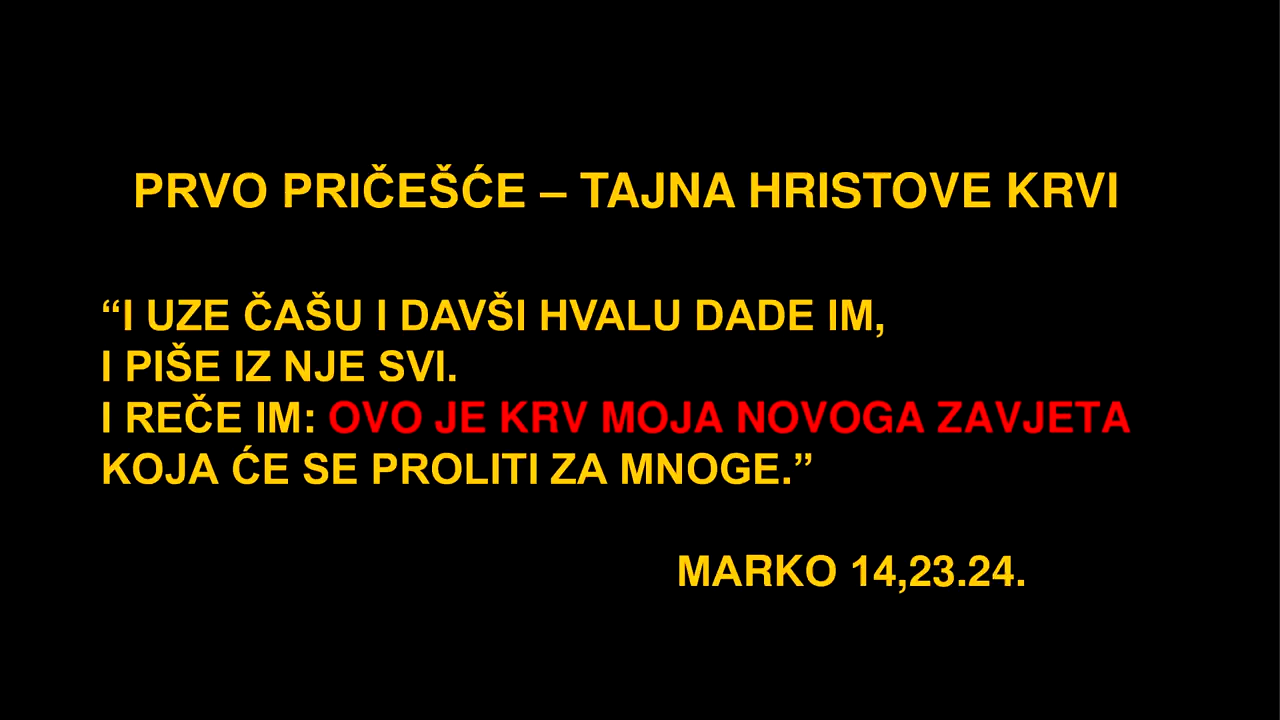 PRVO PRIČEŠĆE – TAJNA HRISTOVE KRVI
“I UZE ČAŠU I DAVŠI HVALU DADE IM,
I PIŠE IZ NJE SVI.
I REČE IM: OVO JE KRV MOJA NOVOGA ZAVJETA
KOJA ĆE SE PROLITI ZA MNOGE.”
MARKO 14,23.24.